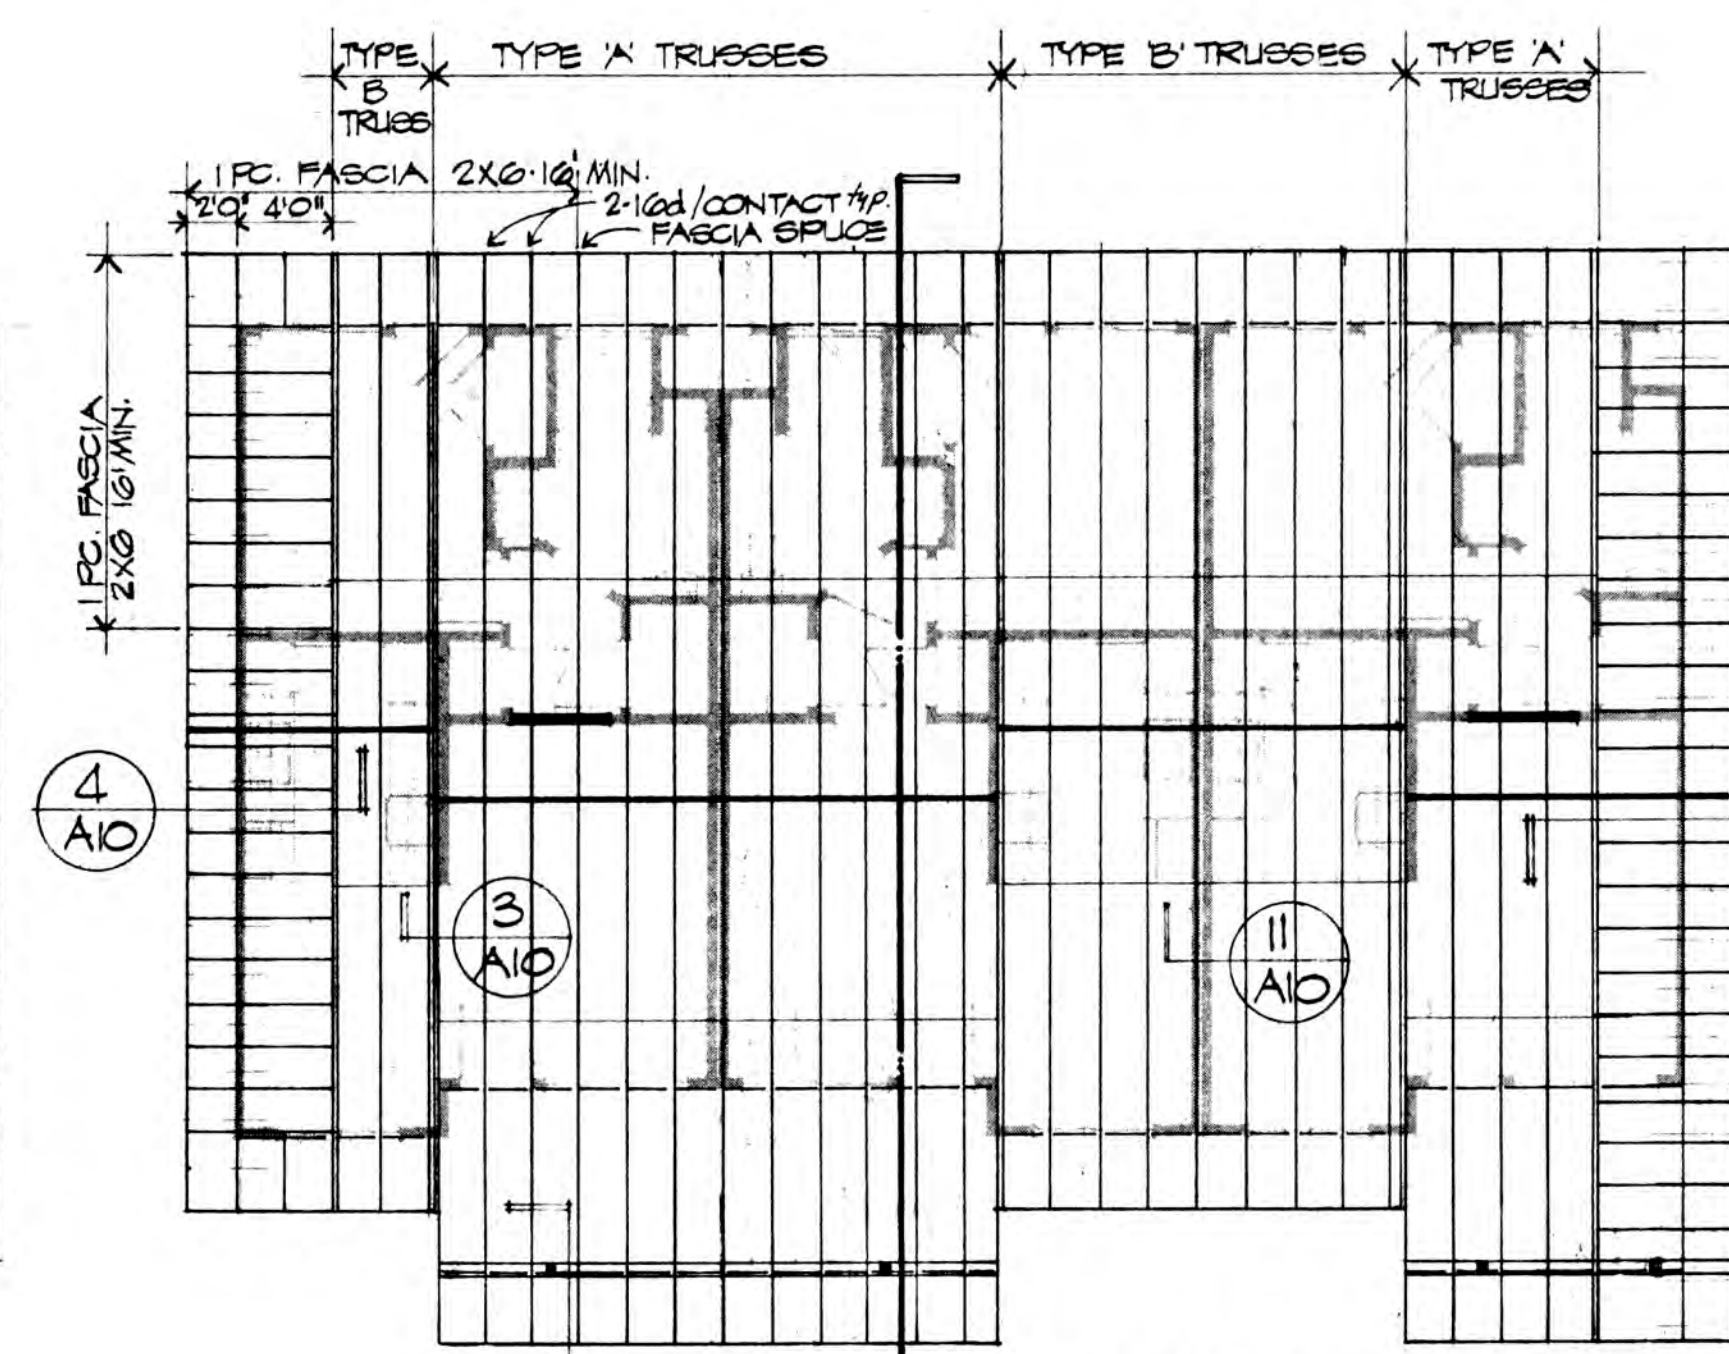 TYPE
B
TRUSS
TYPE 'A' TRUSSES
TYPE 'B' TRUSSES
TYPE 'A'
TRUSSES
1 PC. FASCIA 2X6·16' MIN.
2'0" 4'0"
2-16d/CONTACT typ.
FASCIA SPLICE
1 PC. FASCIA
2X6 16' MIN.
4
A10
3
A10
11
A10